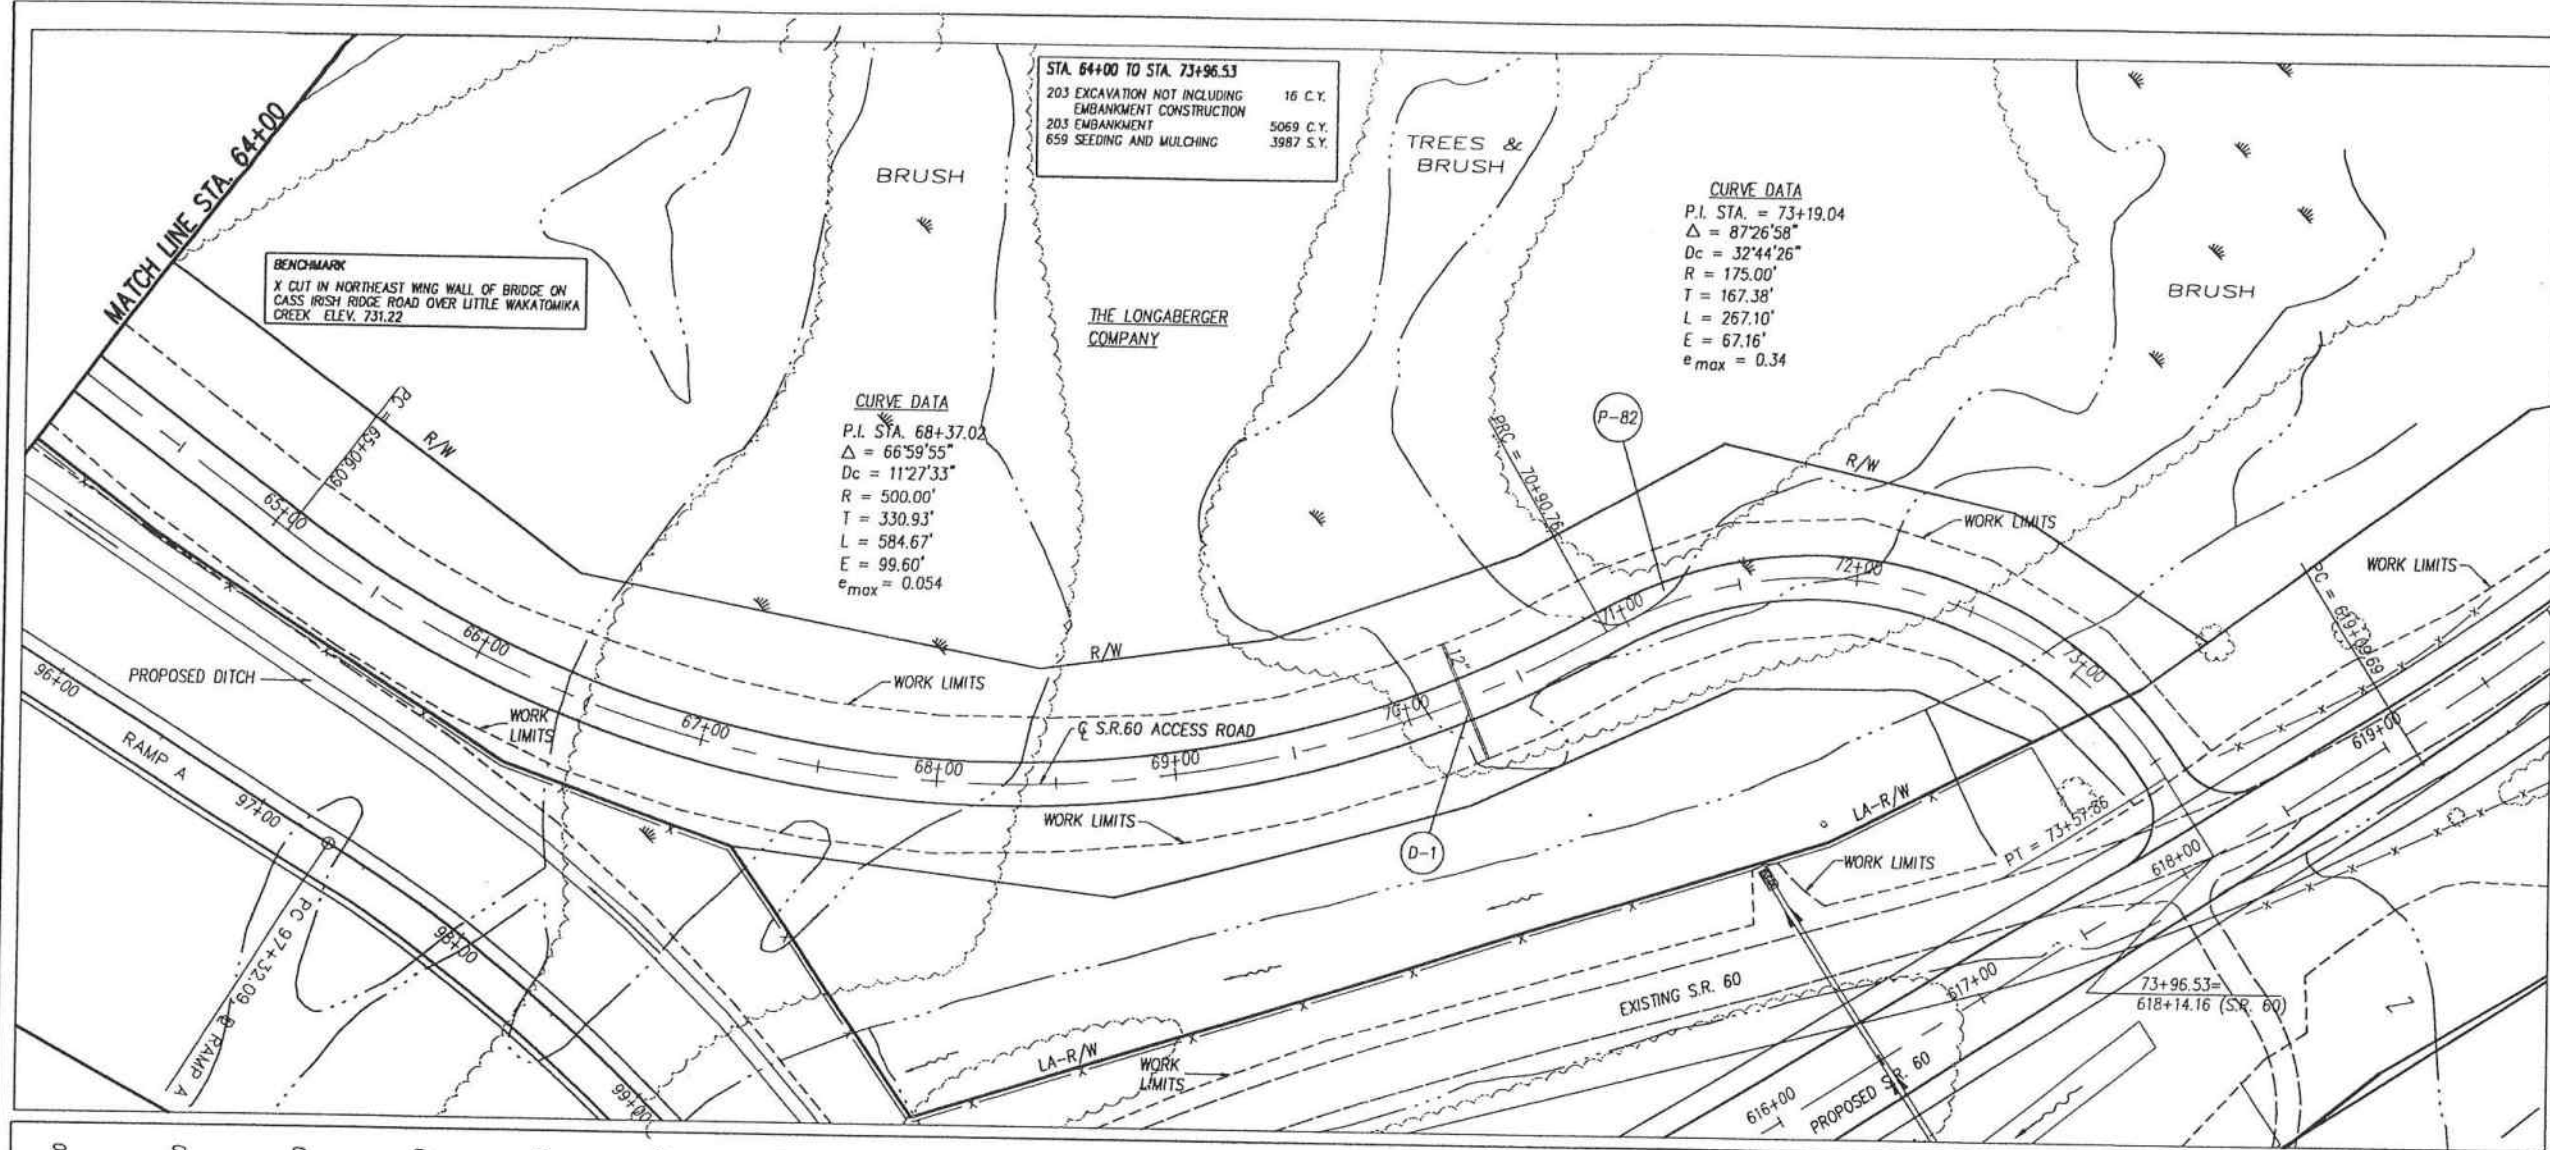 MATCH LINE STA. 64+00
BENCHMARK
X CUT IN NORTHEAST WING WALL OF BRIDGE ON
CASS IRISH RIDGE ROAD OVER LITTLE WAKATOMIKA
CREEK ELEV. 731.22
STA. 64+00 TO STA. 73+96.53
203 EXCAVATION NOT INCLUDING 16 C.Y.
EMBANKMENT CONSTRUCTION
203 EMBANKMENT 5069 C.Y.
659 SEEDING AND MULCHING 3987 S.Y.
BRUSH
TREES &
BRUSH
BRUSH
THE LONGABERGER
COMPANY
CURVE DATA
P.I. STA. 68+37.02
Δ = 66°59'55"
Dc = 11°27'33"
R = 500.00'
T = 330.93'
L = 584.67'
E = 99.60'
emax = 0.054
CURVE DATA
P.I. STA. = 73+19.04
Δ = 87°26'58"
Dc = 32°44'26"
R = 175.00'
T = 167.38'
L = 267.10'
E = 67.16'
emax = 0.34
PC = 65+06.09
R/W
65+00
66+00
67+00
68+00
69+00
70+00
71+00
72+00
73+00
R/W
R/W
PRC = 70+90.76
P-82
D-1
12"
WORK LIMITS
WORK LIMITS
WORK LIMITS
WORK
LIMITS
WORK LIMITS
℄ S.R.60 ACCESS ROAD
PROPOSED DITCH
96+00
RAMP A
97+00
98+00
99+00
PC 97+32.09, ℄ RAMP A
LA-R/W
LA-R/W
WORK LIMITS
WORK
LIMITS
PT = 73+57.86
PC = 619+09.69
619+00
618+00
617+00
616+00
EXISTING S.R. 60
PROPOSED S.R. 60
73+96.53=
618+14.16 (S.R. 60)